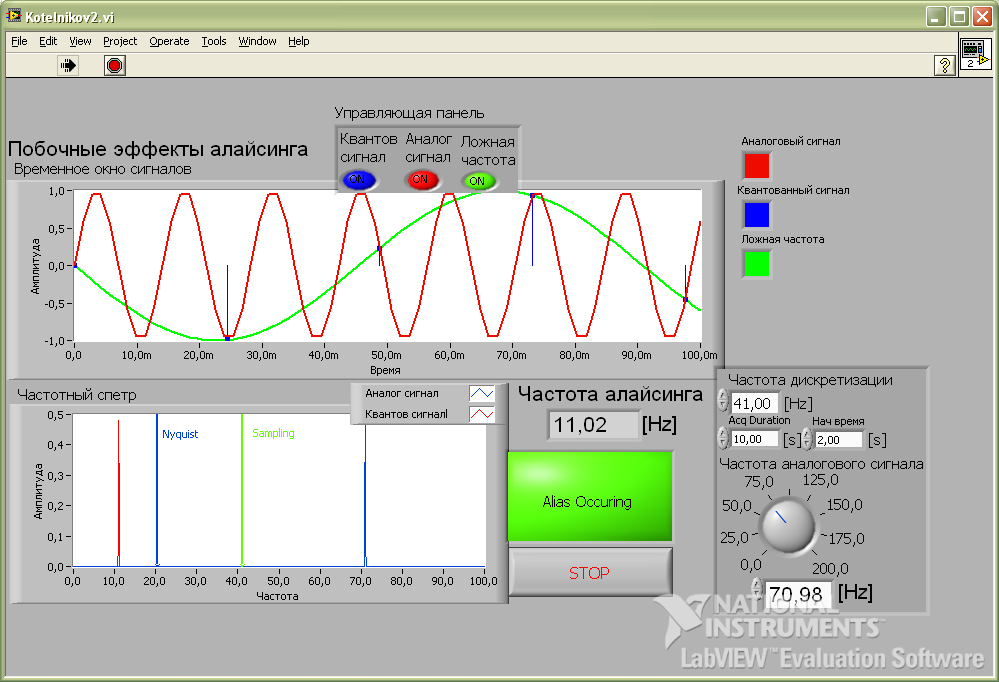 Kotelnikov2.vi
File Edit View Project Operate Tools Window Help
?
2
Управляющая панель
Квантов сигнал
ON
Аналог сигнал
ON
Ложная частота
ON
Побочные эффекты алайсинга
Временное окно сигналов
Амплитуда
1,0
0,5
0,0
-0,5
-1,0
0,0 10,0m 20,0m 30,0m 40,0m 50,0m 60,0m 70,0m 80,0m 90,0m 100,0m
Время
Аналоговый сигнал
Квантованный сигнал
Ложная частота
Частотный спетр
Аналог сигнал
Квантов сигналl
Амплитуда
0,5
0,4
0,3
0,2
0,1
0,0
Nyquist
Sampling
0,0 10,0 20,0 30,0 40,0 50,0 60,0 70,0 80,0 90,0 100,0
Частота
Частота алайсинга
11,02 [Hz]
Alias Occuring
STOP
Частота дискретизации
41,00 [Hz]
Acq Duration
10,00 [s]
Нач время
2,00 [s]
Частота аналогового сигнала
0,0
25,0
50,0
75,0
125,0
150,0
175,0
200,0
70,98 [Hz]
NATIONAL
INSTRUMENTS
LabVIEW™ Evaluation Software